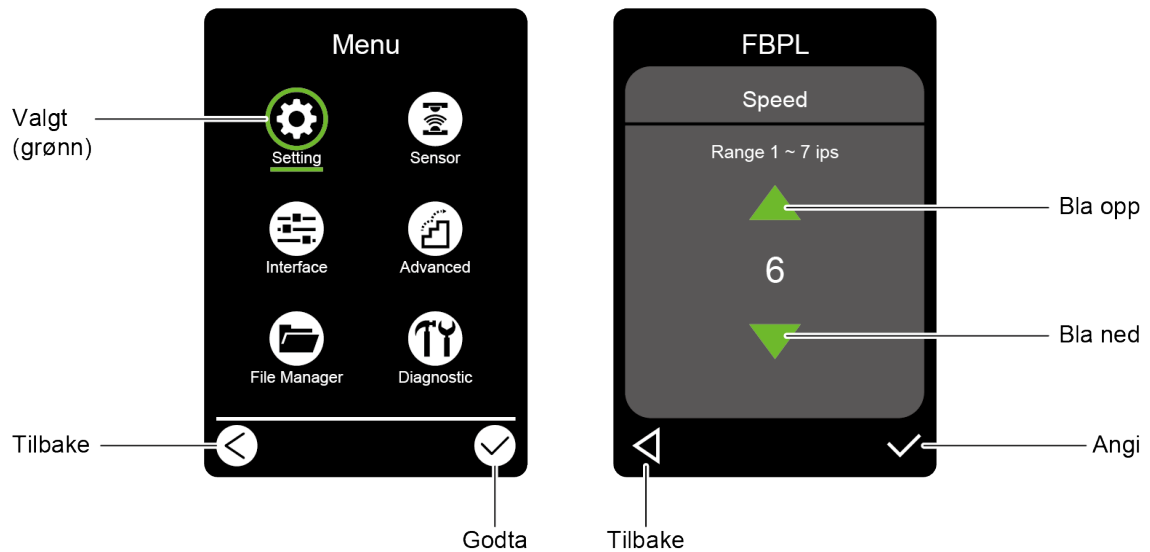 Menu
Valgt
(grønn)
Setting
Sensor
Interface
Advanced
File Manager
Diagnostic
Tilbake
Godta
FBPL
Speed
Range 1 ~ 7 ips
Bla opp
6
Bla ned
Angi
Tilbake